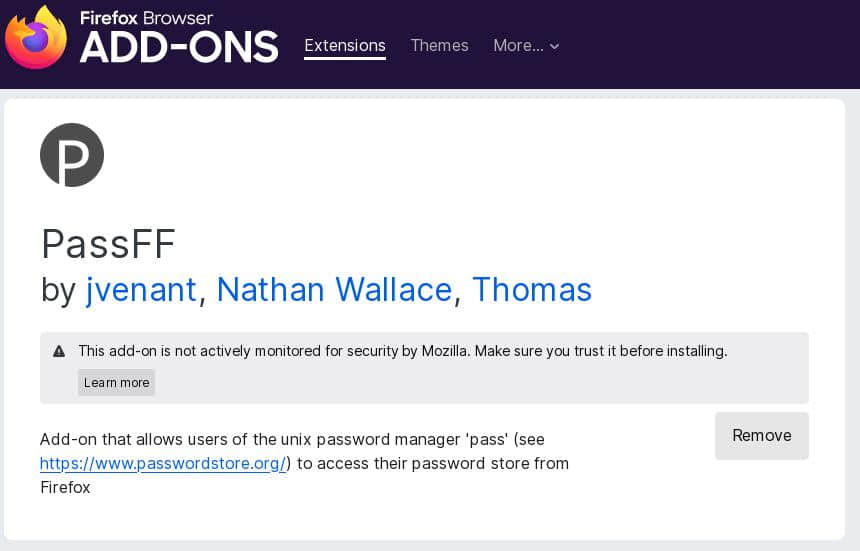 Firefox Browser
ADD-ONS
Extensions
Themes
More...
P
PassFF
by jvenant, Nathan Wallace, Thomas
This add-on is not actively monitored for security by Mozilla. Make sure you trust it before installing.
Learn more
Add-on that allows users of the unix password manager 'pass' (see
https://www.passwordstore.org/) to access their password store from
Firefox
Remove